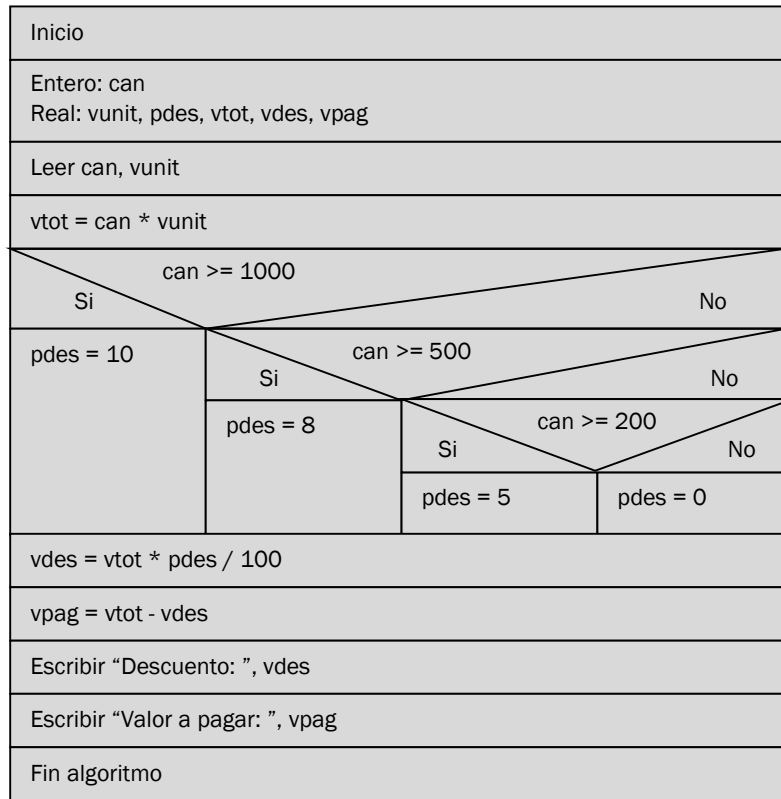 Inicio
Entero: can
Real: vunit, pdes, vtot, vdes, vpag
Leer can, vunit
vtot = can * vunit
can >= 1000
Si
No
pdes = 10
can >= 500
Si
No
pdes = 8
can >= 200
Si
No
pdes = 5
pdes = 0
vdes = vtot * pdes / 100
vpag = vtot - vdes
Escribir “Descuento: ”, vdes
Escribir “Valor a pagar: ”, vpag
Fin algoritmo